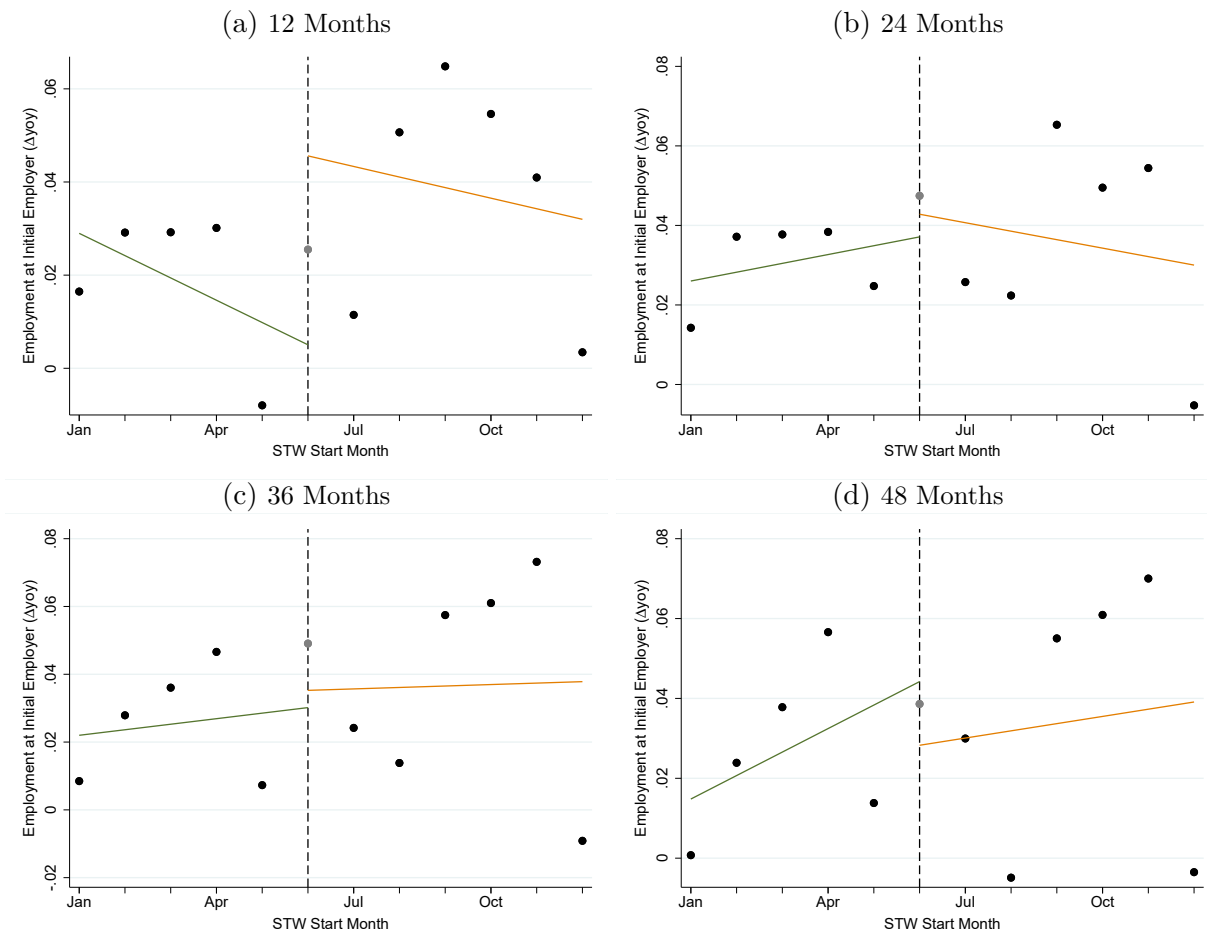 (a) 12 Months
Employment at Initial Employer (Δyoy)
.06
.04
.02
0
Jan
Apr
Jul
Oct
STW Start Month
(b) 24 Months
Employment at Initial Employer (Δyoy)
.08
.06
.04
.02
0
Jan
Apr
Jul
Oct
STW Start Month
(c) 36 Months
Employment at Initial Employer (Δyoy)
.08
.06
.04
.02
0
-.02
Jan
Apr
Jul
Oct
STW Start Month
(d) 48 Months
Employment at Initial Employer (Δyoy)
.08
.06
.04
.02
0
Jan
Apr
Jul
Oct
STW Start Month